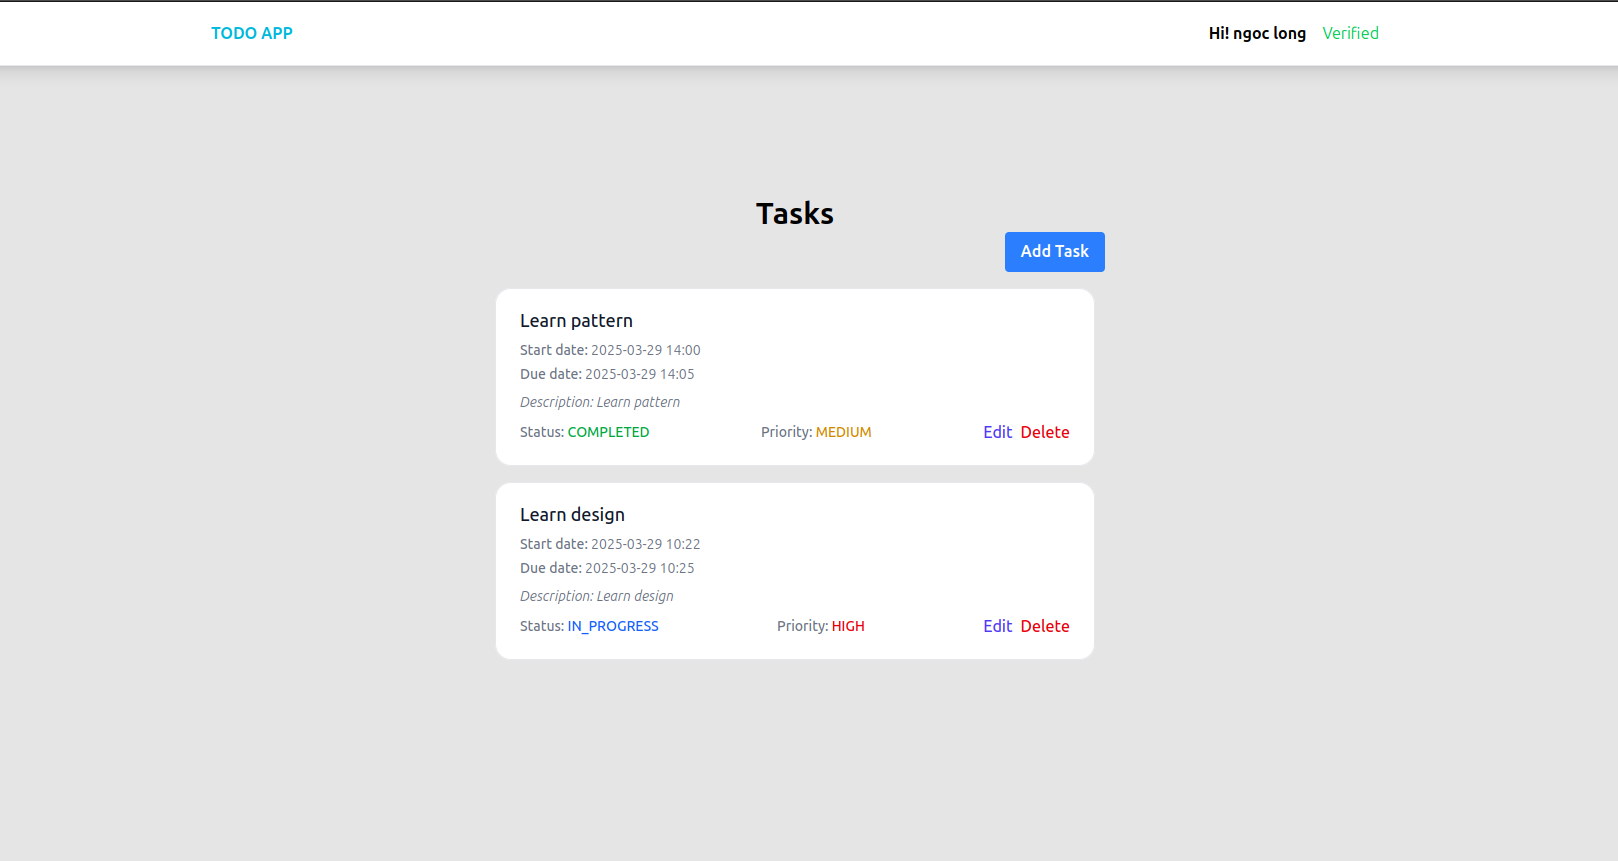 TODO APP
Hi! ngoc long Verified
Tasks
Add Task
Learn pattern
Start date: 2025-03-29 14:00
Due date: 2025-03-29 14:05
Description: Learn pattern
Status: COMPLETED Priority: MEDIUM Edit Delete
Learn design
Start date: 2025-03-29 10:22
Due date: 2025-03-29 10:25
Description: Learn design
Status: IN_PROGRESS Priority: HIGH Edit Delete